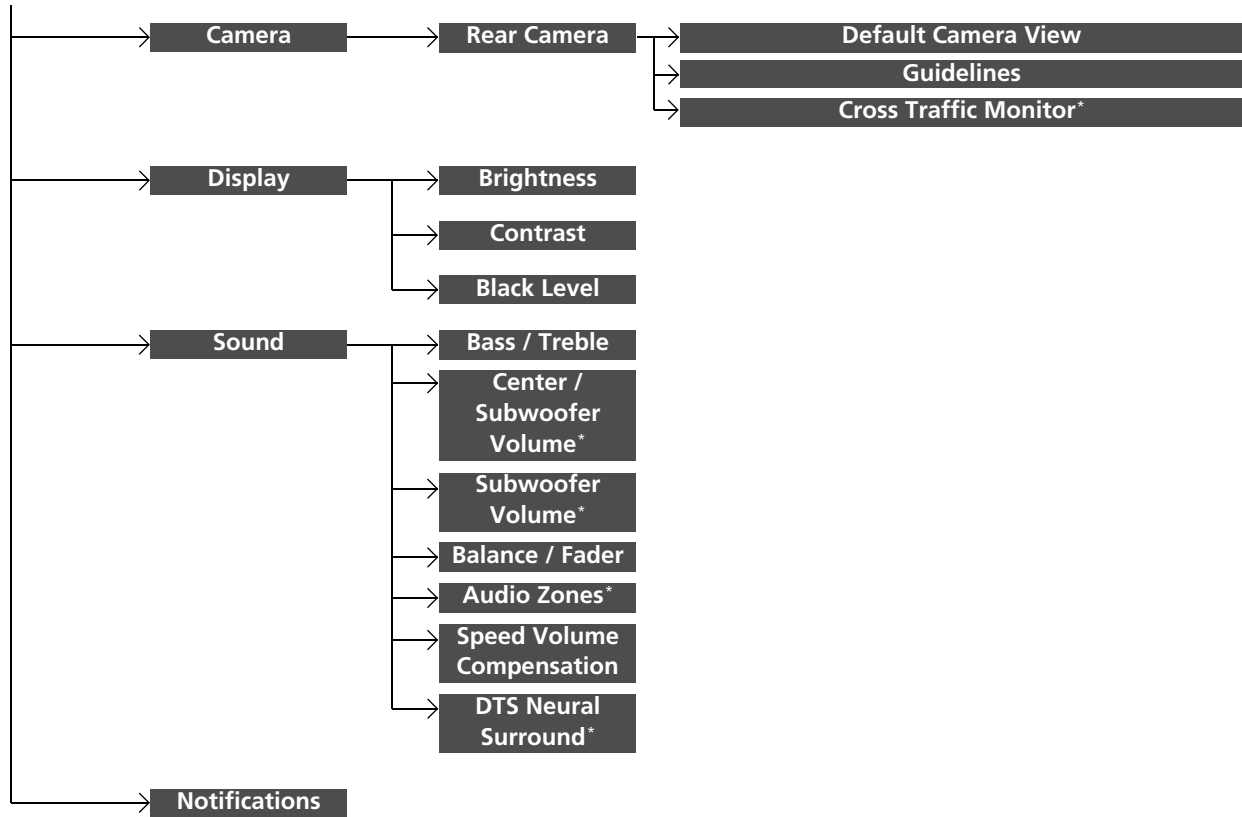 Camera
Rear Camera
Default Camera View
Guidelines
Cross Traffic Monitor*
Display
Brightness
Contrast
Black Level
Sound
Bass / Treble
Center /
Subwoofer
Volume*
Subwoofer
Volume*
Balance / Fader
Audio Zones*
Speed Volume
Compensation
DTS Neural
Surround*
Notifications